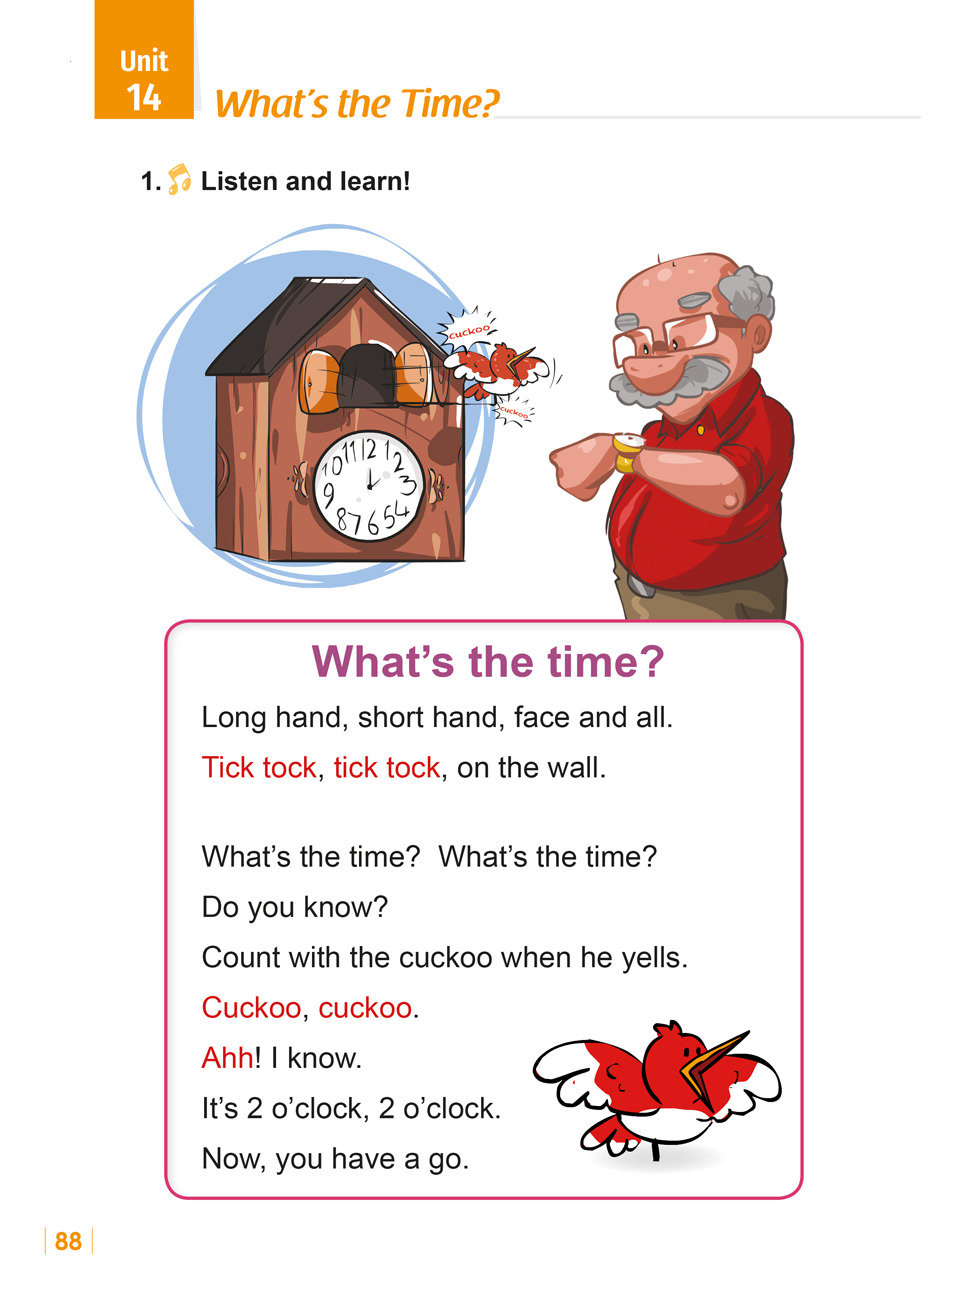 Unit
14
What's the Time?
1. Listen and learn!
cuckoo
cuckoo
11 12 1
10 2
9 3
8 7 6 5 4
What's the time?
Long hand, short hand, face and all.
Tick tock, tick tock, on the wall.
What's the time? What's the time?
Do you know?
Count with the cuckoo when he yells.
Cuckoo, cuckoo.
Ahh! I know.
It's 2 o'clock, 2 o'clock.
Now, you have a go.
88